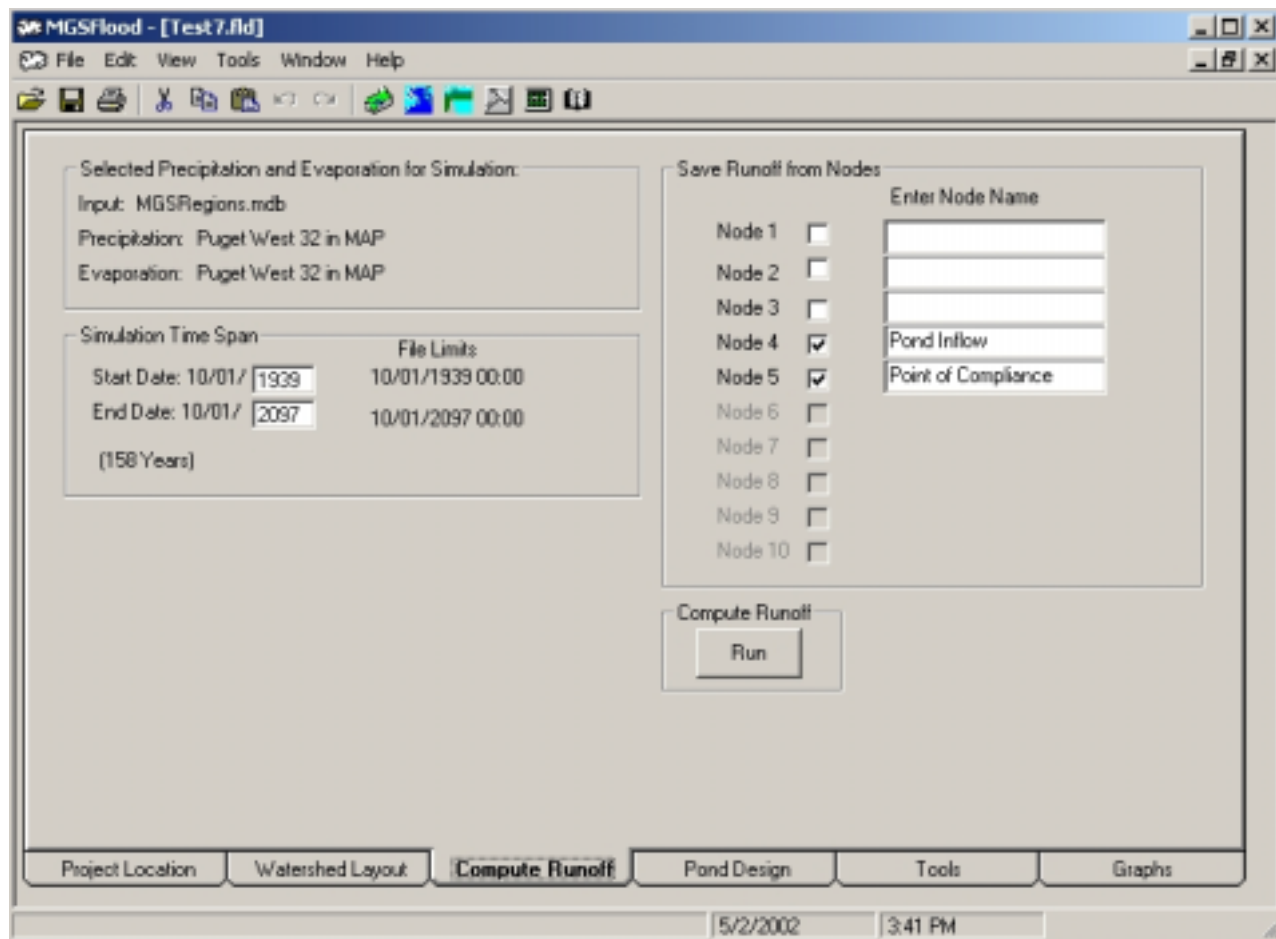 MGSFlood - [Test7.fld]
File Edit View Tools Window Help
Selected Precipitation and Evaporation for Simulation:
Input: MGSRegions.mdb
Precipitation: Puget West 32 in MAP
Evaporation: Puget West 32 in MAP
Simulation Time Span
File Limits
Start Date: 10/01/ 1939 10/01/1939 00:00
End Date: 10/01/ 2097 10/01/2097 00:00
(158 Years)
Save Runoff from Nodes
Enter Node Name
Node 1
Node 2
Node 3
Node 4 Pond Inflow
Node 5 Point of Compliance
Node 6
Node 7
Node 8
Node 9
Node 10
Compute Runoff
Run
Project Location Watershed Layout Compute Runoff Pond Design Tools Graphs
5/2/2002 3:41 PM